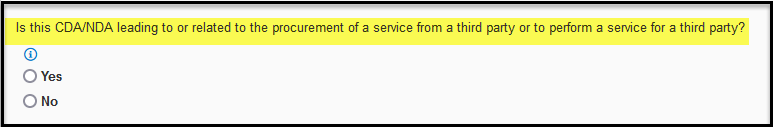 Is this CDA/NDA leading to or related to the procurement of a service from a third party or to perform a service for a third party?
Yes
No